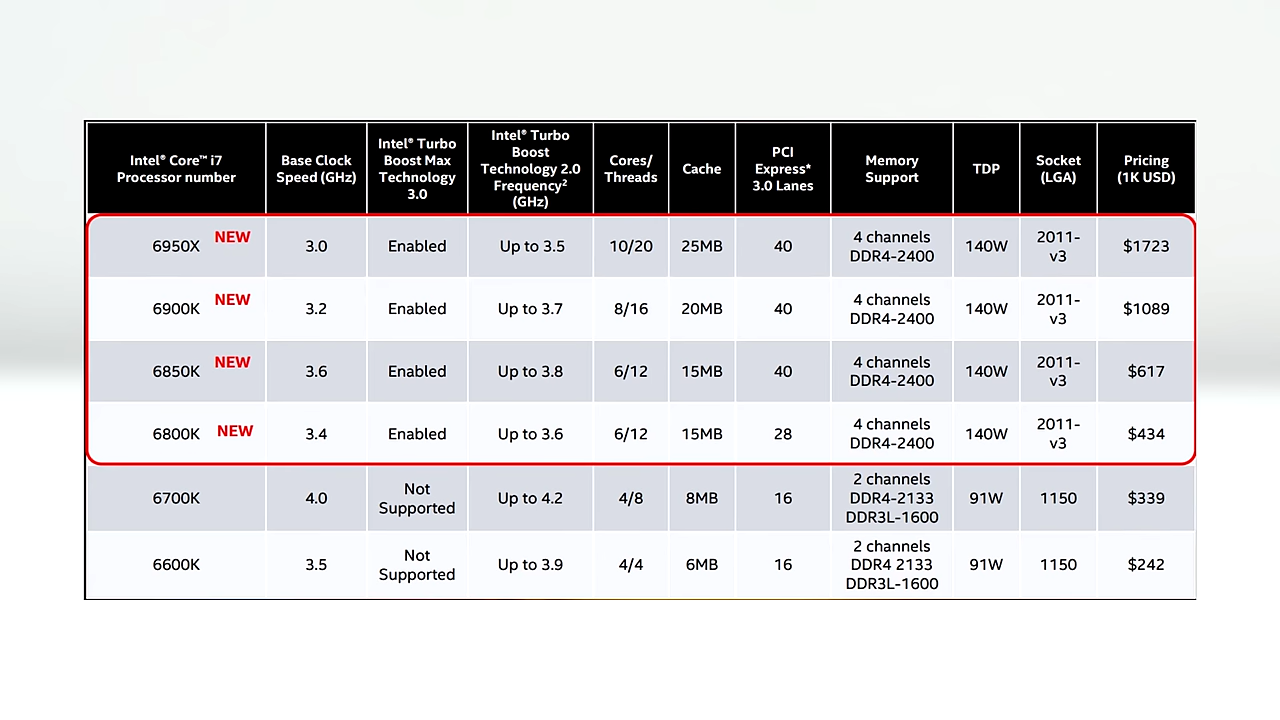 Intel® Core™ i7
Processor number
Base Clock
Speed (GHz)
Intel® Turbo
Boost Max
Technology
3.0
Intel® Turbo
Boost
Technology 2.0
Frequency²
(GHz)
Cores/
Threads
Cache
PCI
Express*
3.0 Lanes
Memory
Support
TDP
Socket
(LGA)
Pricing
(1K USD)
6950X NEW
3.0
Enabled
Up to 3.5
10/20
25MB
40
4 channels
DDR4-2400
140W
2011-
v3
$1723
6900K NEW
3.2
Enabled
Up to 3.7
8/16
20MB
40
4 channels
DDR4-2400
140W
2011-
v3
$1089
6850K NEW
3.6
Enabled
Up to 3.8
6/12
15MB
40
4 channels
DDR4-2400
140W
2011-
v3
$617
6800K NEW
3.4
Enabled
Up to 3.6
6/12
15MB
28
4 channels
DDR4-2400
140W
2011-
v3
$434
6700K
4.0
Not
Supported
Up to 4.2
4/8
8MB
16
2 channels
DDR4-2133
DDR3L-1600
91W
1150
$339
6600K
3.5
Not
Supported
Up to 3.9
4/4
6MB
16
2 channels
DDR4 2133
DDR3L-1600
91W
1150
$242